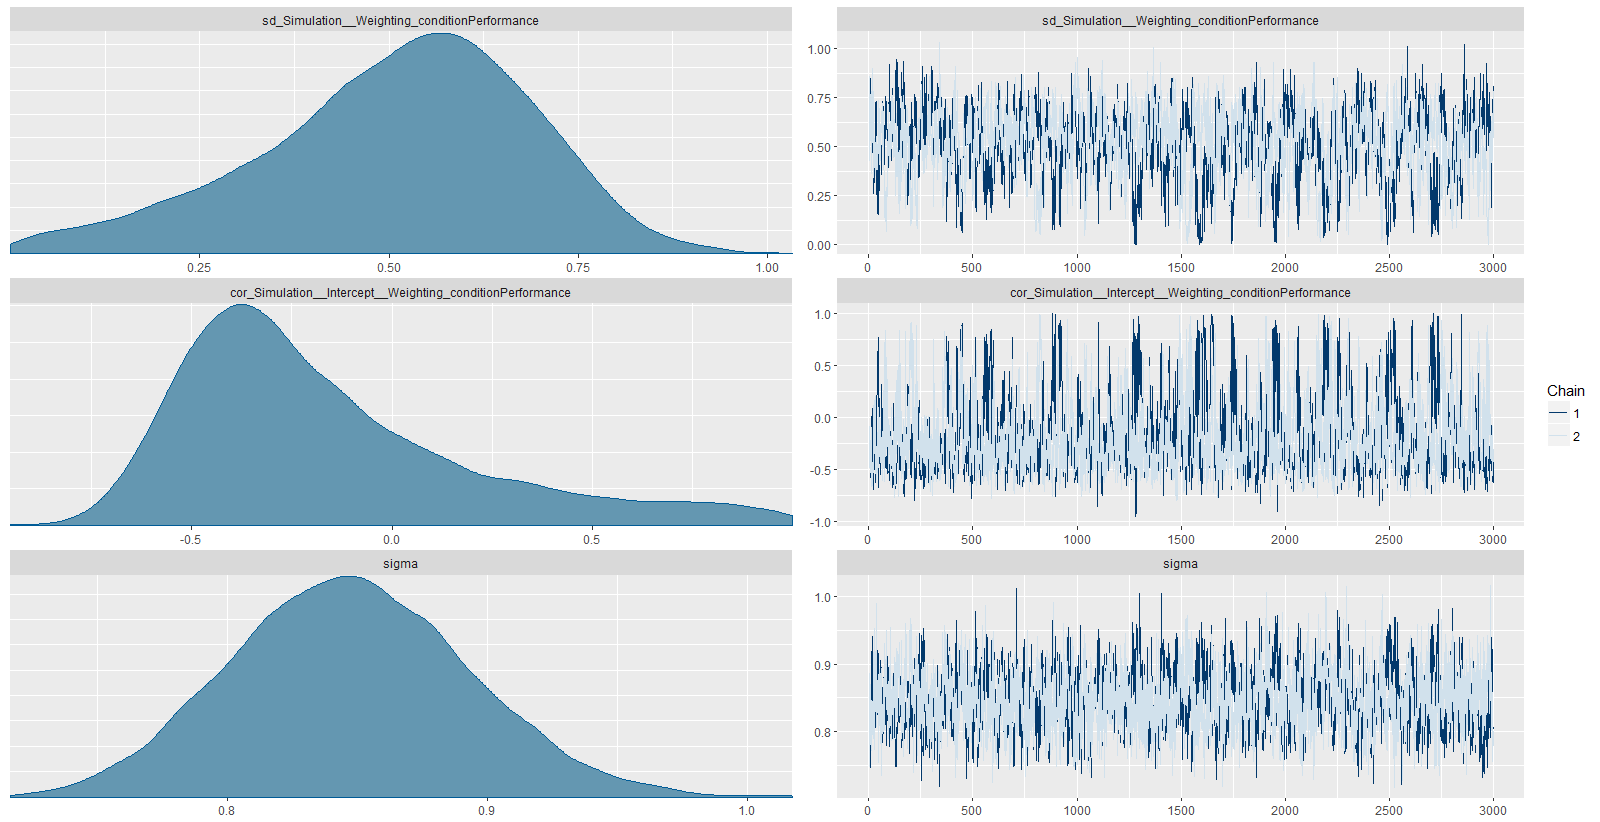 sd_Simulation__Weighting_conditionPerformance
0.25 0.50 0.75 1.00
sd_Simulation__Weighting_conditionPerformance
1.00
0.75
0.50
0.25
0.00
0 500 1000 1500 2000 2500 3000
cor_Simulation__Intercept__Weighting_conditionPerformance
-0.5 0.0 0.5
cor_Simulation__Intercept__Weighting_conditionPerformance
1.0
0.5
0.0
-0.5
-1.0
0 500 1000 1500 2000 2500 3000
sigma
0.8 0.9 1.0
sigma
1.0
0.9
0.8
0 500 1000 1500 2000 2500 3000
Chain
1
2